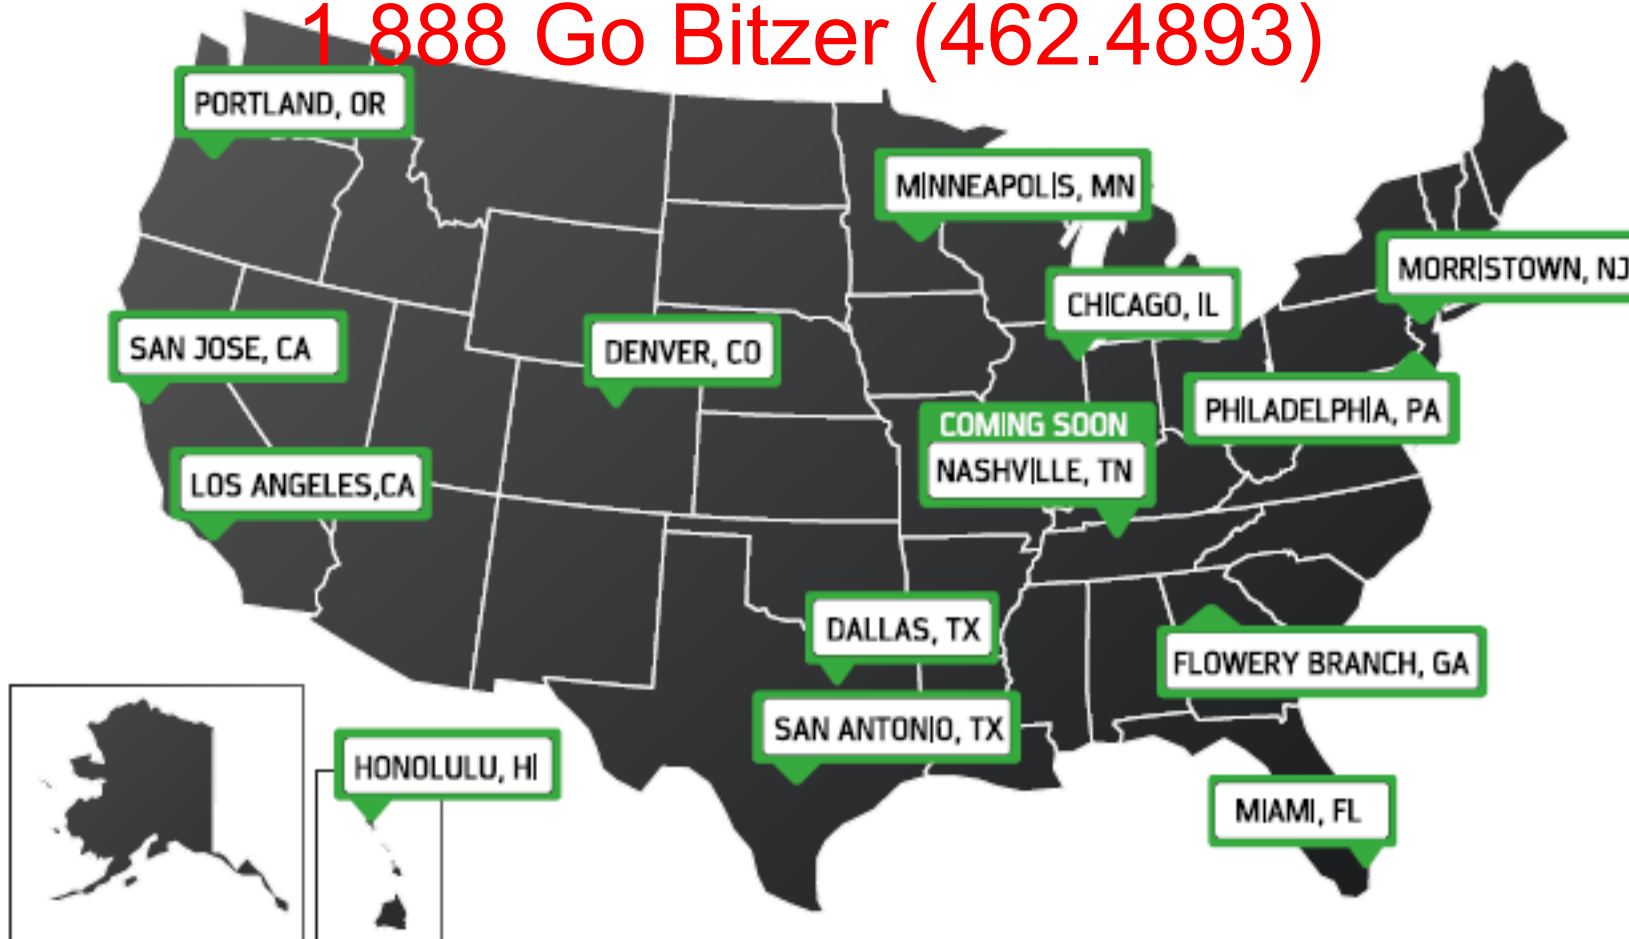 1 888 Go Bitzer (462.4893)
PORTLAND, OR
MINNEAPOLIS, MN
MORRISTOWN, NJ
CHICAGO, IL
SAN JOSE, CA
DENVER, CO
PHILADELPHIA, PA
COMING SOON
NASHVILLE, TN
LOS ANGELES,CA
DALLAS, TX
FLOWERY BRANCH, GA
SAN ANTONIO, TX
HONOLULU, HI
MIAMI, FL